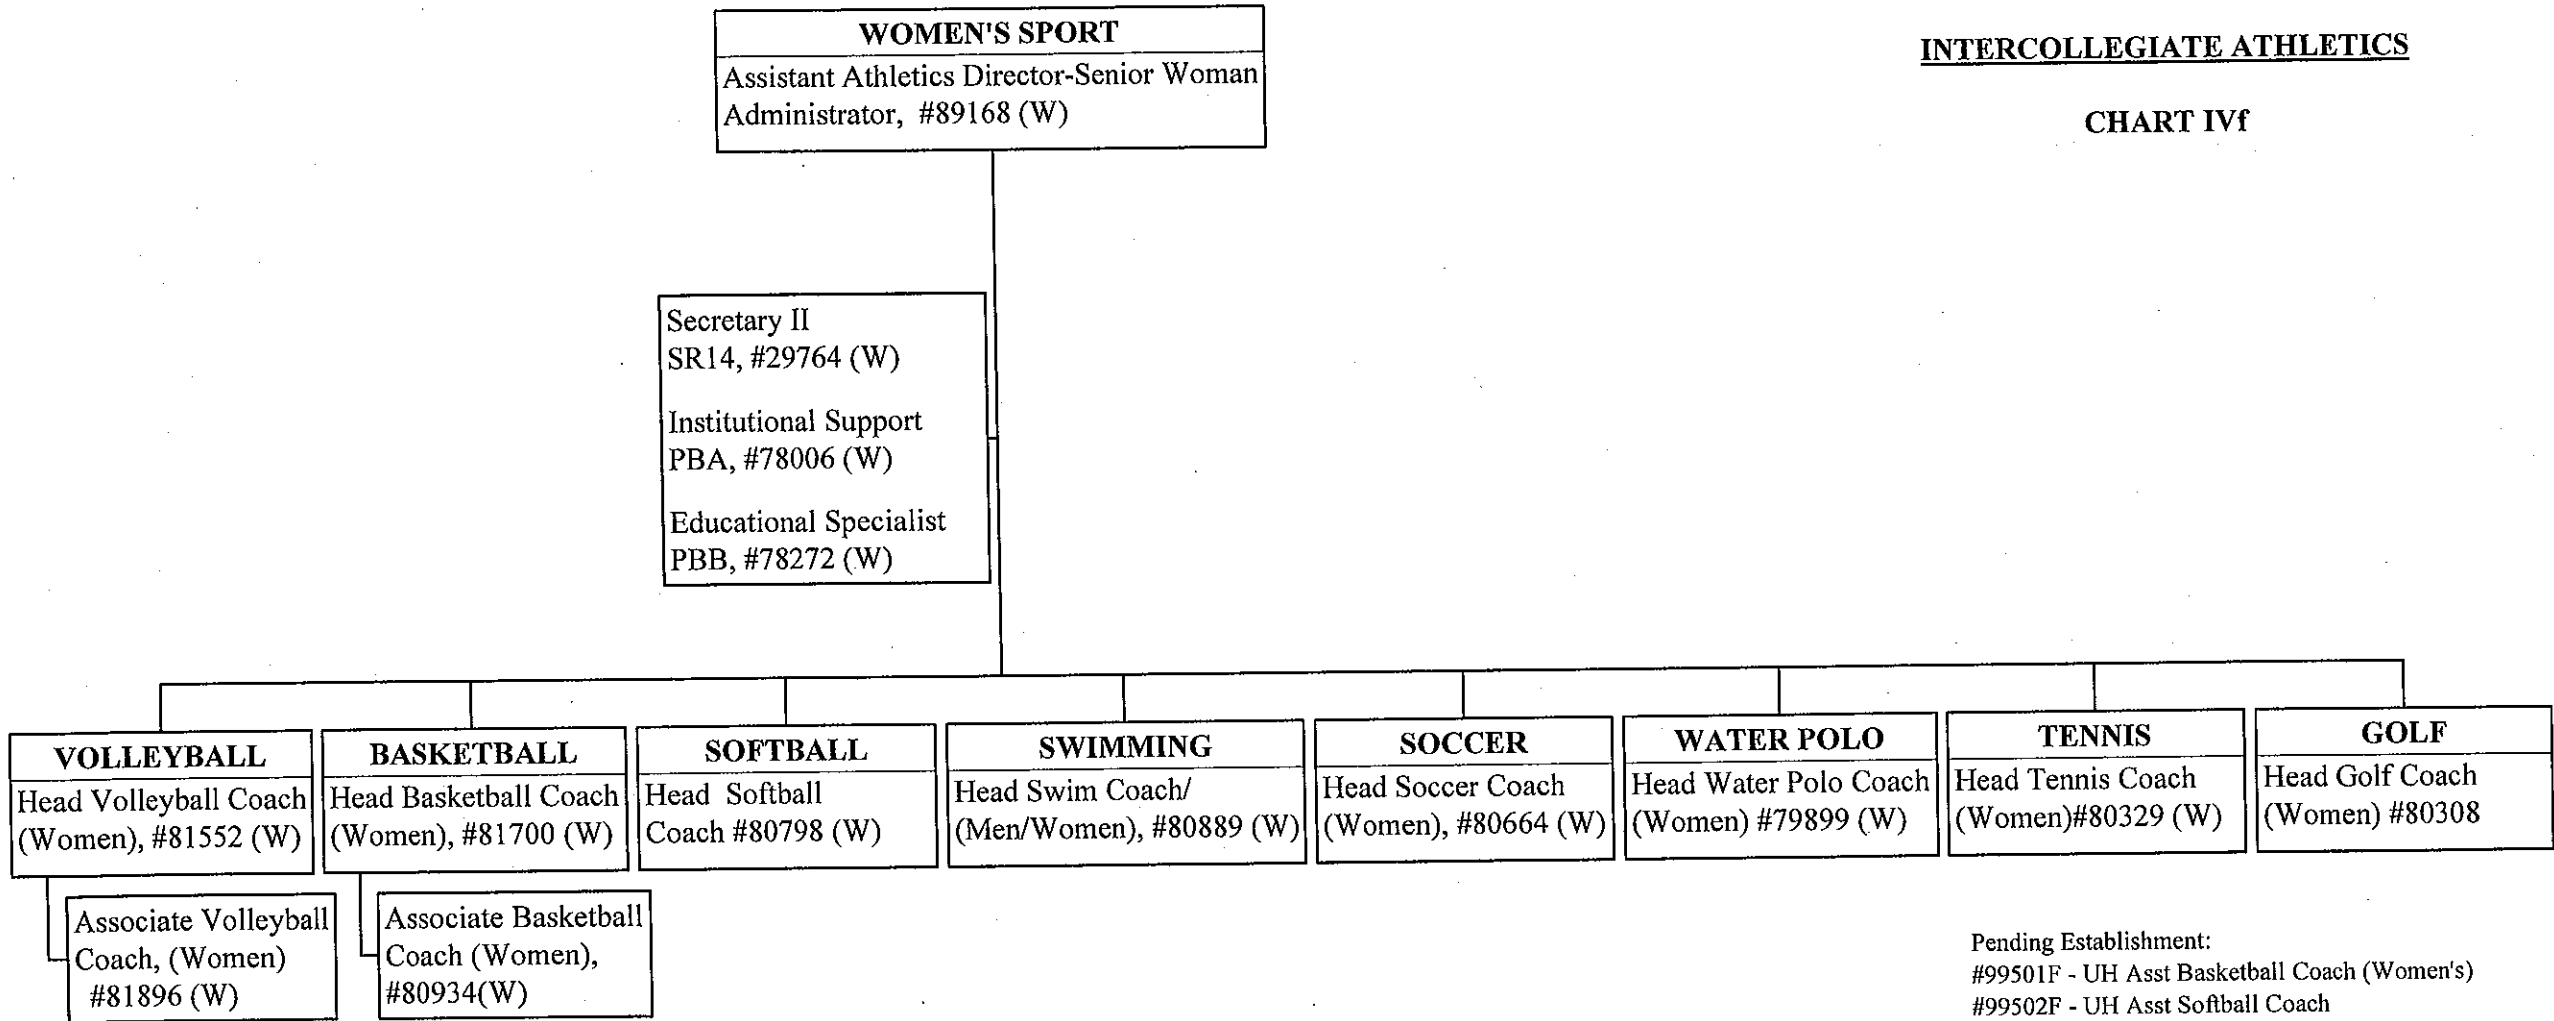 WOMEN'S SPORT
Assistant Athletics Director-Senior Woman
Administrator, #89168 (W)
INTERCOLLEGIATE ATHLETICS
CHART IVf
Secretary II
SR14, #29764 (W)
Institutional Support
PBA, #78006 (W)
Educational Specialist
PBB, #78272 (W)
VOLLEYBALL
Head Volleyball Coach
(Women), #81552 (W)
BASKETBALL
Head Basketball Coach
(Women), #81700 (W)
SOFTBALL
Head Softball
Coach #80798 (W)
SWIMMING
Head Swim Coach/
(Men/Women), #80889 (W)
SOCCER
Head Soccer Coach
(Women), #80664 (W)
WATER POLO
Head Water Polo Coach
(Women) #79899 (W)
TENNIS
Head Tennis Coach
(Women)#80329 (W)
GOLF
Head Golf Coach
(Women) #80308
Associate Volleyball
Coach, (Women)
#81896 (W)
Associate Basketball
Coach (Women),
#80934(W)
Pending Establishment:
#99501F - UH Asst Basketball Coach (Women's)
#99502F - UH Asst Softball Coach